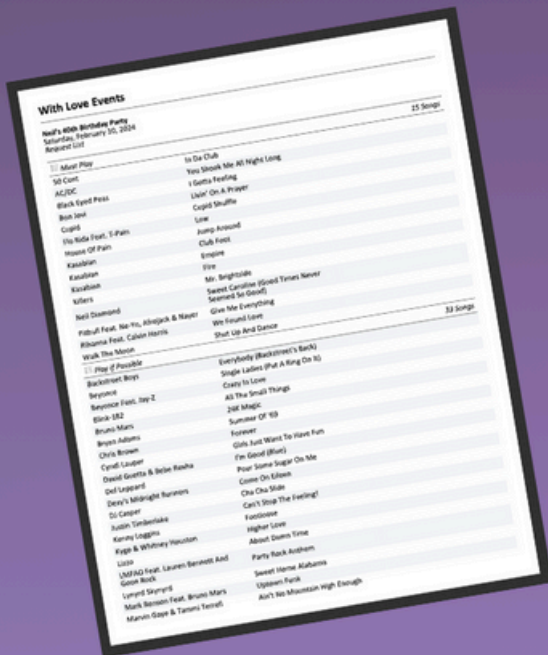 With Love Events
Neil's 40th Birthday Party
Saturday, February 10, 2024
Request List
Must Play 15 Songs
50 Cent In Da Club
AC/DC You Shook Me All Night Long
Black Eyed Peas I Gotta Feeling
Bon Jovi Livin' On A Prayer
Cupid Cupid Shuffle
Flo Rida Feat. T-Pain Low
House Of Pain Jump Around
Kasabian Club Foot
Kasabian Empire
Kasabian Fire
Killers Mr. Brightside
Neil Diamond Sweet Caroline (Good Times Never
Seemed So Good)
Pitbull Feat. Ne-Yo, Afrojack & Nayer Give Me Everything
Rihanna Feat. Calvin Harris We Found Love
Walk The Moon Shut Up And Dance
Play if Possible 33 Songs
Backstreet Boys Everybody (Backstreet's Back)
Beyonce Single Ladies (Put A Ring On It)
Beyonce Feat. Jay-Z Crazy In Love
Blink-182 All The Small Things
Bruno Mars 24K Magic
Bryan Adams Summer Of '69
Chris Brown Forever
Cyndi Lauper Girls Just Want To Have Fun
David Guetta & Bebe Rexha I'm Good (Blue)
Def Leppard Pour Some Sugar On Me
Dexy's Midnight Runners Come On Eileen
DJ Casper Cha Cha Slide
Justin Timberlake Can't Stop The Feeling!
Kenny Loggins Footloose
Kygo & Whitney Houston Higher Love
Lizzo About Damn Time
LMFAO Feat. Lauren Bennett And
Goon Rock Party Rock Anthem
Lynyrd Skynyrd Sweet Home Alabama
Mark Ronson Feat. Bruno Mars Uptown Funk
Marvin Gaye & Tammi Terrell Ain't No Mountain High Enough